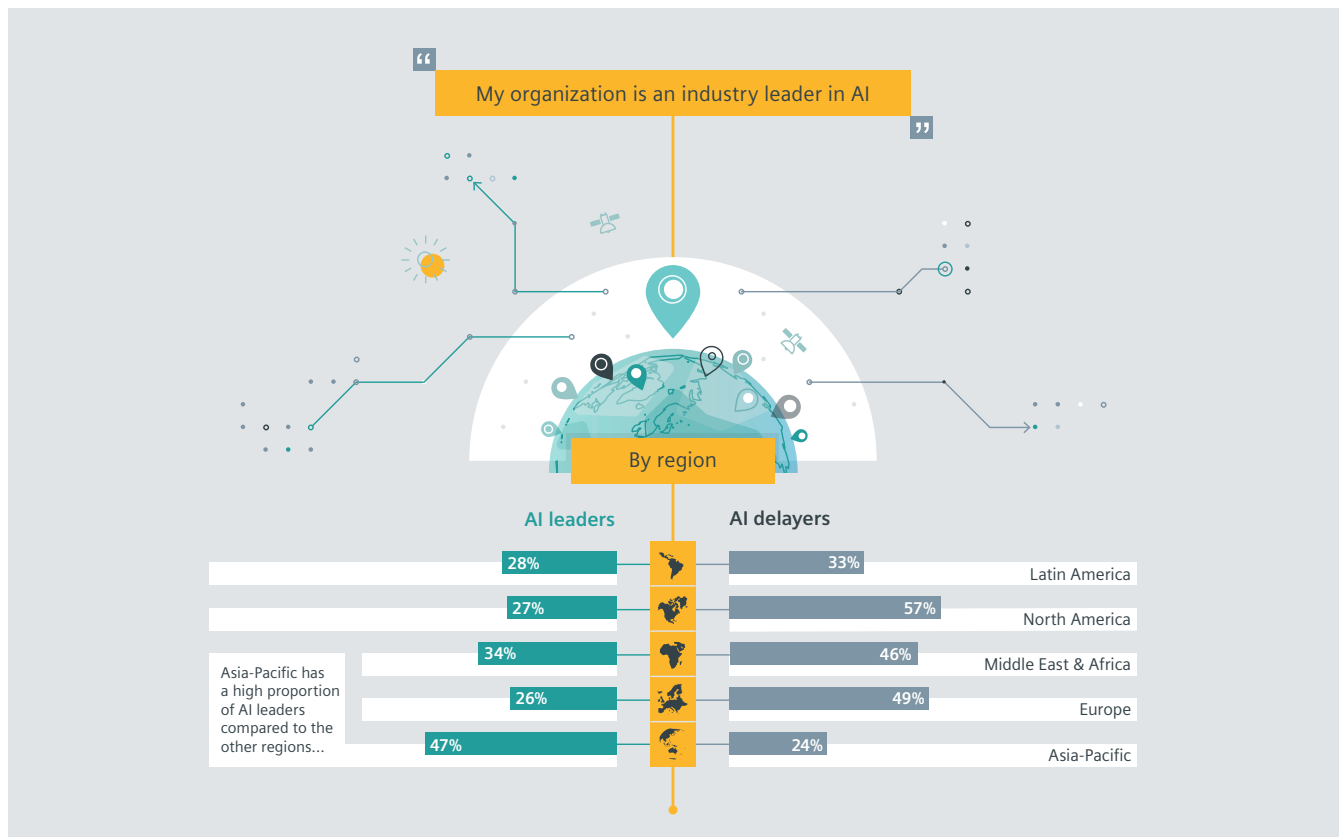 “
My organization is an industry leader in AI
”
By region
AI leaders
AI delayers
28%
33%
Latin America
27%
57%
North America
34%
46%
Middle East & Africa
26%
49%
Europe
47%
24%
Asia-Pacific
Asia-Pacific has
a high proportion
of AI leaders
compared to the
other regions...